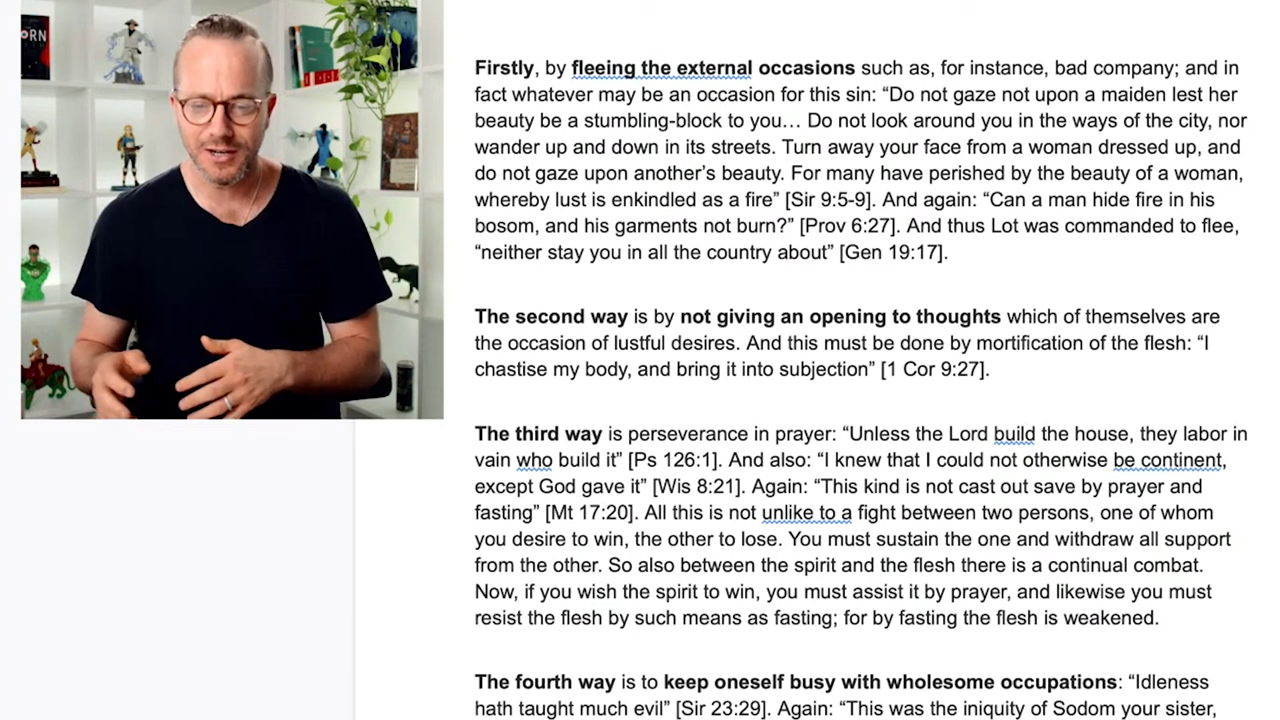 ORN
Firstly, by fleeing the external occasions such as, for instance, bad company; and in
fact whatever may be an occasion for this sin: “Do not gaze not upon a maiden lest her
beauty be a stumbling-block to you… Do not look around you in the ways of the city, nor
wander up and down in its streets. Turn away your face from a woman dressed up, and
do not gaze upon another’s beauty. For many have perished by the beauty of a woman,
whereby lust is enkindled as a fire” [Sir 9:5-9]. And again: “Can a man hide fire in his
bosom, and his garments not burn?” [Prov 6:27]. And thus Lot was commanded to flee,
“neither stay you in all the country about” [Gen 19:17].
The second way is by not giving an opening to thoughts which of themselves are
the occasion of lustful desires. And this must be done by mortification of the flesh: “I
chastise my body, and bring it into subjection” [1 Cor 9:27].
The third way is perseverance in prayer: “Unless the Lord build the house, they labor in
vain who build it” [Ps 126:1]. And also: “I knew that I could not otherwise be continent,
except God gave it” [Wis 8:21]. Again: “This kind is not cast out save by prayer and
fasting” [Mt 17:20]. All this is not unlike to a fight between two persons, one of whom
you desire to win, the other to lose. You must sustain the one and withdraw all support
from the other. So also between the spirit and the flesh there is a continual combat.
Now, if you wish the spirit to win, you must assist it by prayer, and likewise you must
resist the flesh by such means as fasting; for by fasting the flesh is weakened.
The fourth way is to keep oneself busy with wholesome occupations: “Idleness
hath taught much evil” [Sir 23:29]. Again: “This was the iniquity of Sodom your sister,